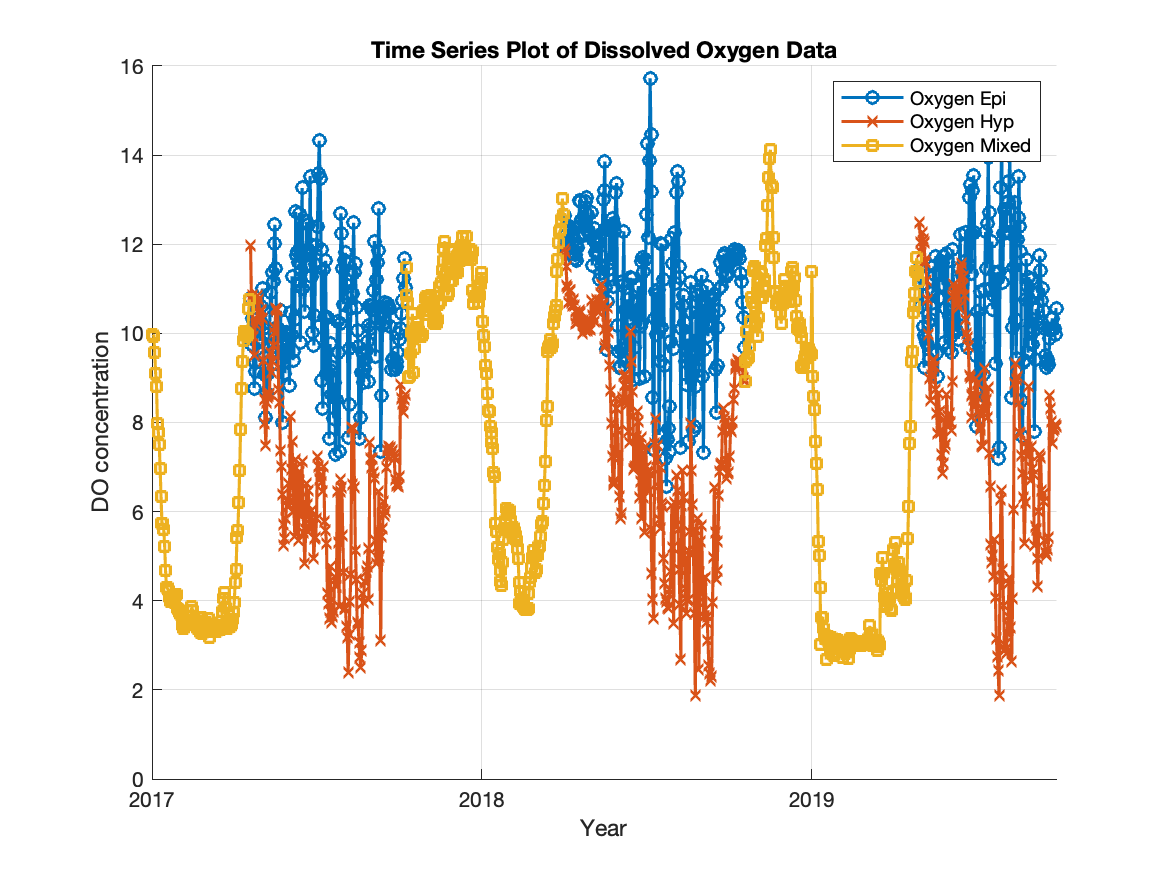 Time Series Plot of Dissolved Oxygen Data
16
14
12
10
8
6
4
2
0
DO concentration
Oxygen Epi
Oxygen Hyp
Oxygen Mixed
2017
2018
2019
Year